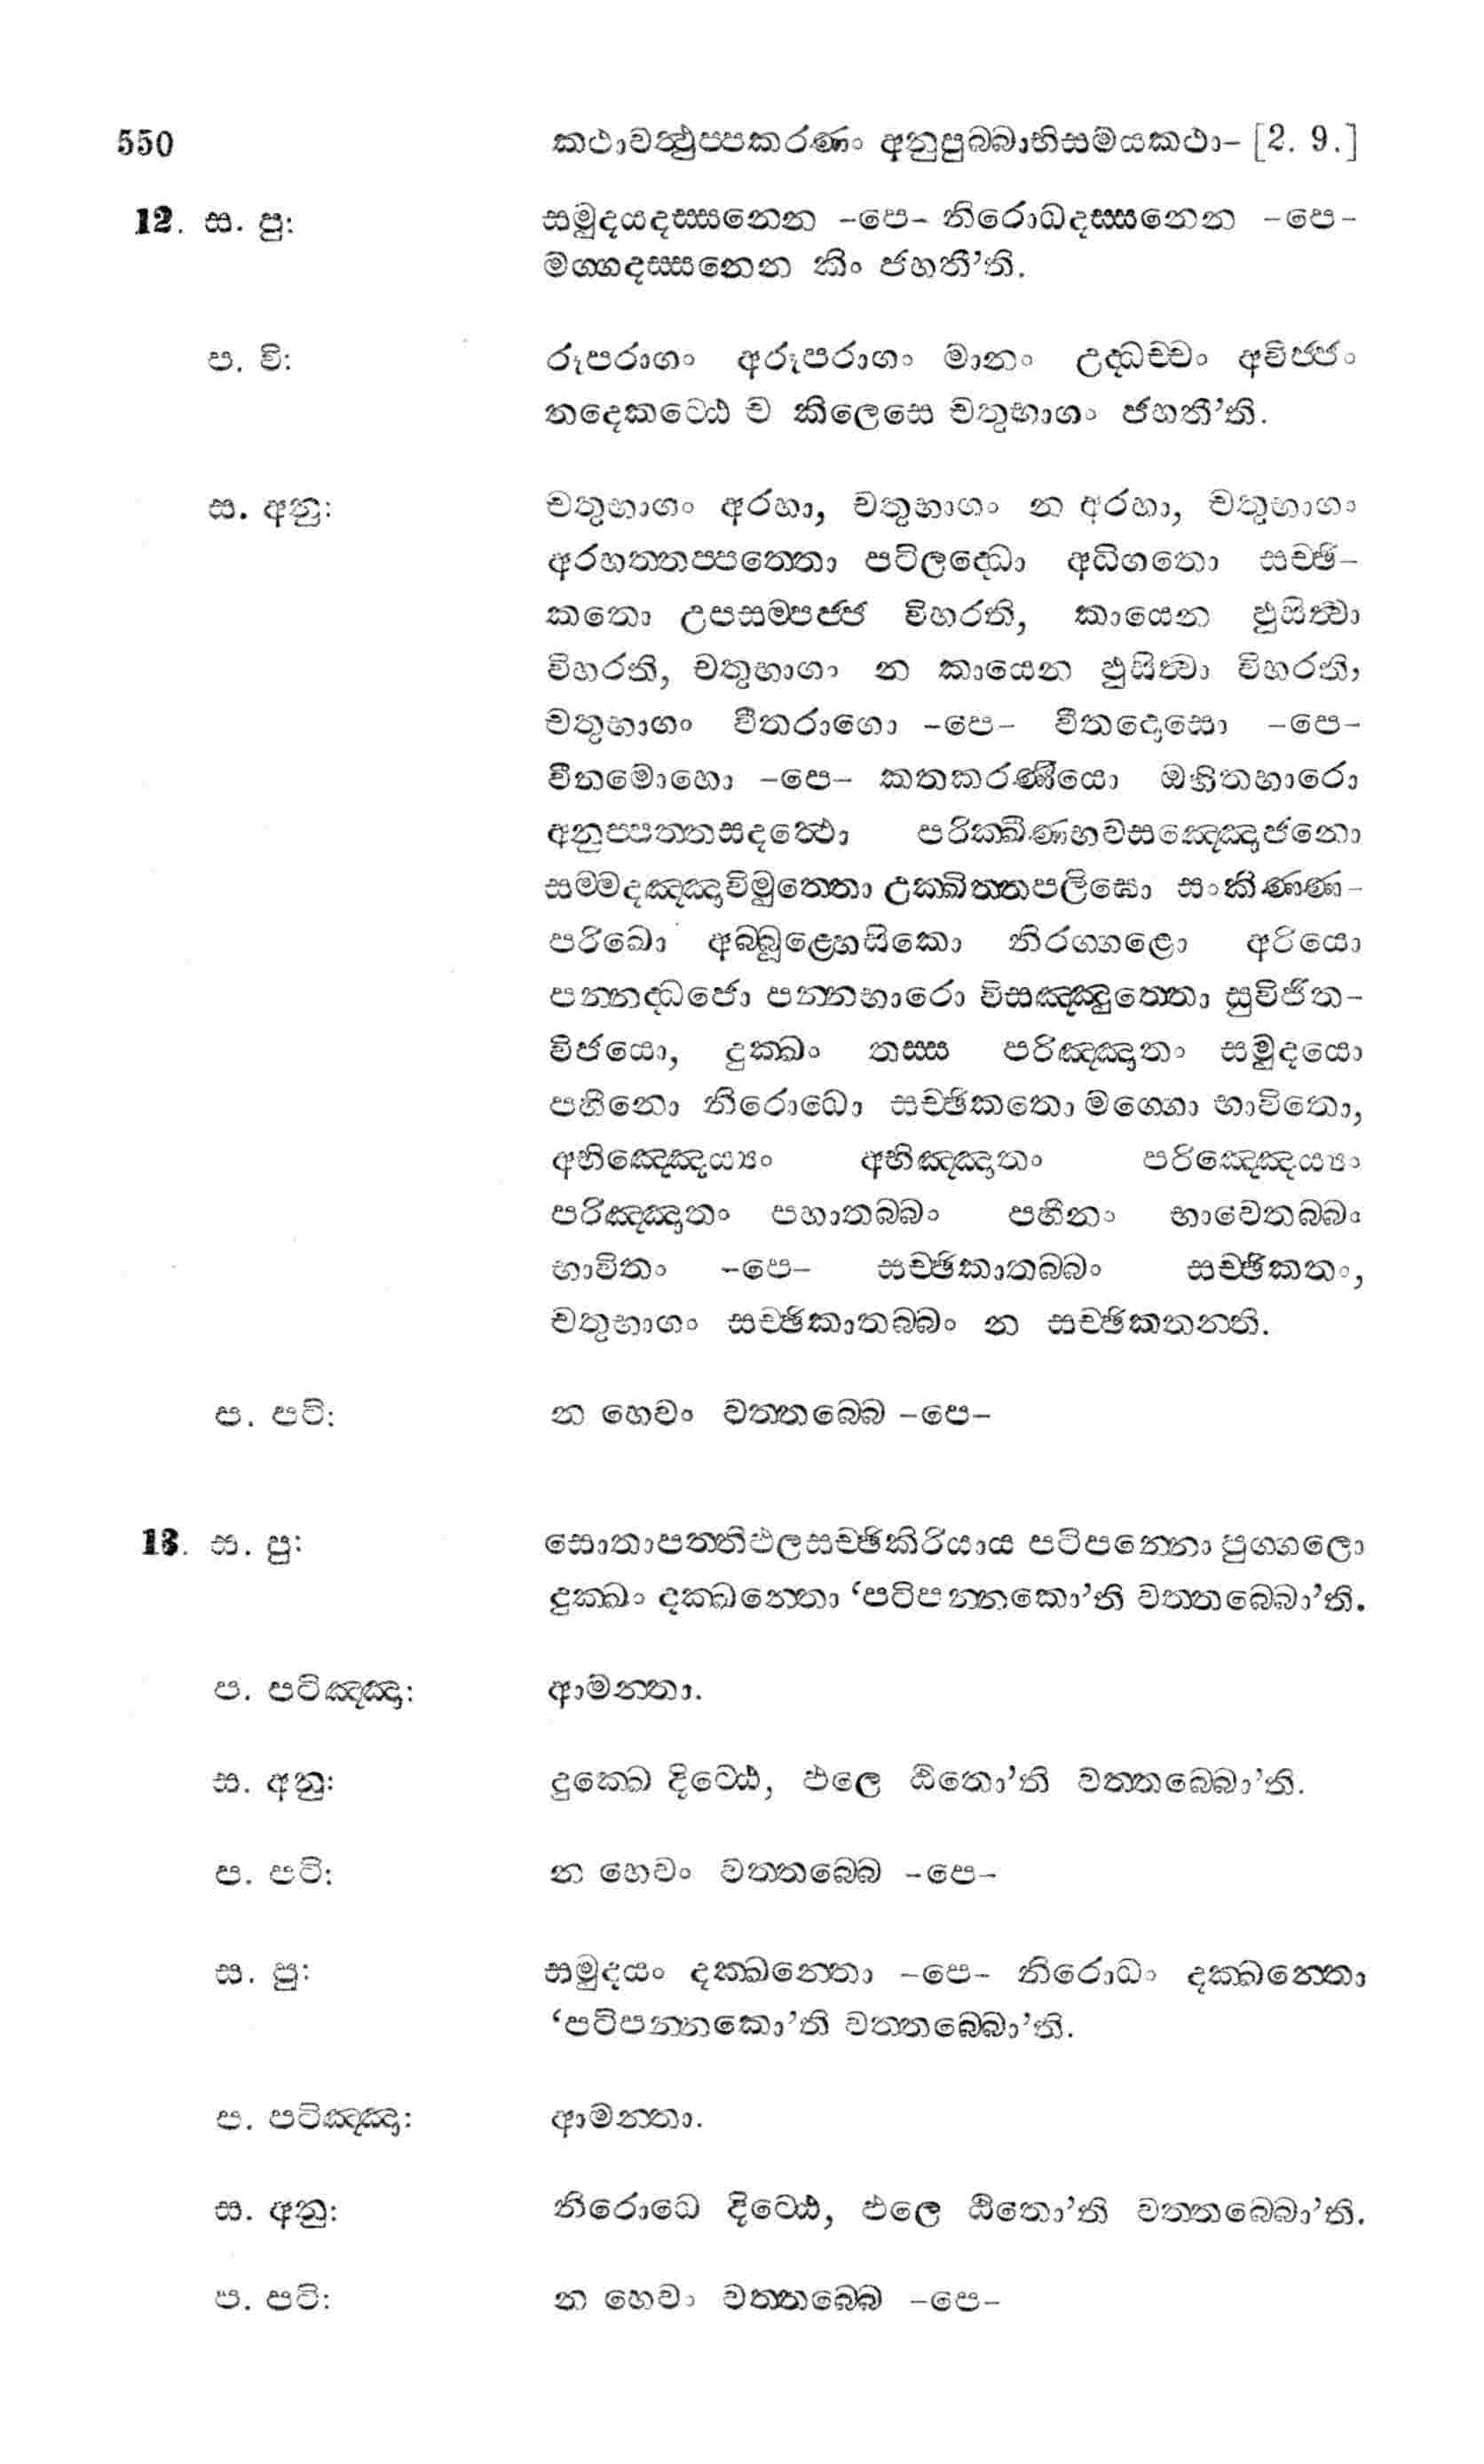 550 කථාවත්‍ථුප්පකරණං අනුපුබ්බාභිසමයකථා- [2. 9.]
12. ස. පු: සමුදයදස්සනෙන -පෙ- නිරොධදස්සනෙන -පෙ-
මග්ගදස්සනෙන කිං ජහතී’ති.
ප. වි: රූපරාගං අරූපරාගං මානං උද්ධච්චං අවිජ්ජං
තදෙකට්ඨෙ ච කිලෙසෙ චතුභාගං ජහතී’ති.
ස. අනු: චතුභාගං අරහා, චතුභාගං න අරහා, චතුභාගං
අරහත්තප්පත්තො පටිලද්ධො අධිගතො සච්ඡි-
කතො උපසම්පජ්ජ විහරති, කායෙන ඵුසිත්‍වා
විහරති, චතුභාගං න කායෙන ඵුසිත්‍වා විහරති,
චතුභාගං වීතරාගො -පෙ- වීතදොසො -පෙ-
වීතමොහො -පෙ- කතකරණීයො ඔහිතභාරො
අනුප්පත්තසදත්‍ථො පරික්ඛීණභවසඤ්ඤොජනො
සම්මදඤ්ඤාවිමුත්තො උක්ඛිත්තපලිඝො සංකිණ්ණ-
පරිඛො අබ්බූළ්හෙසිකො නිරග්ගළො අරියො
පන්නද්ධජො පන්නභාරො විසඤ්ඤුත්තො සුවිජිත-
විජයො, දුක්ඛං තස්ස පරිඤ්ඤාතං සමුදයො
පහීනො නිරොධො සච්ඡිකතො මග්ගො භාවිතො,
අභිඤ්ඤෙය්‍යං අභිඤ්ඤාතං පරිඤ්ඤෙය්‍යං
පරිඤ්ඤාතං පහාතබ්බං පහීනං භාවෙතබ්බං
භාවිතං -පෙ- සච්ඡිකාතබ්බං සච්ඡිකතං,
චතුභාගං සච්ඡිකාතබ්බං න සච්ඡිකතන්ති.
ප. පටි: න හෙවං වත්තබ්බෙ -පෙ-
13. ස. පු: සොතාපත්තිඵලසච්ඡිකිරියාය පටිපන්නො පුග්ගලො
දුක්ඛං දක්ඛන්තො ‘පටිපන්නකො’ති වත්තබ්බො’ති.
ප. පටිඤ්ඤා: ආමන්තා.
ස. අනු: දුක්ඛෙ දිට්ඨෙ, ඵලෙ ඨිතො’ති වත්තබ්බො’ති.
ප. පටි: න හෙවං වත්තබ්බෙ -පෙ-
ස. පු: සමුදයං දක්ඛන්තො -පෙ- නිරොධං දක්ඛන්තො
‘පටිපන්නකො’ති වත්තබ්බො’ති.
ප. පටිඤ්ඤා: ආමන්තා.
ස. අනු: නිරොධෙ දිට්ඨෙ, ඵලෙ ඨිතො’ති වත්තබ්බො’ති.
ප. පටි: න හෙවං වත්තබ්බෙ -පෙ-